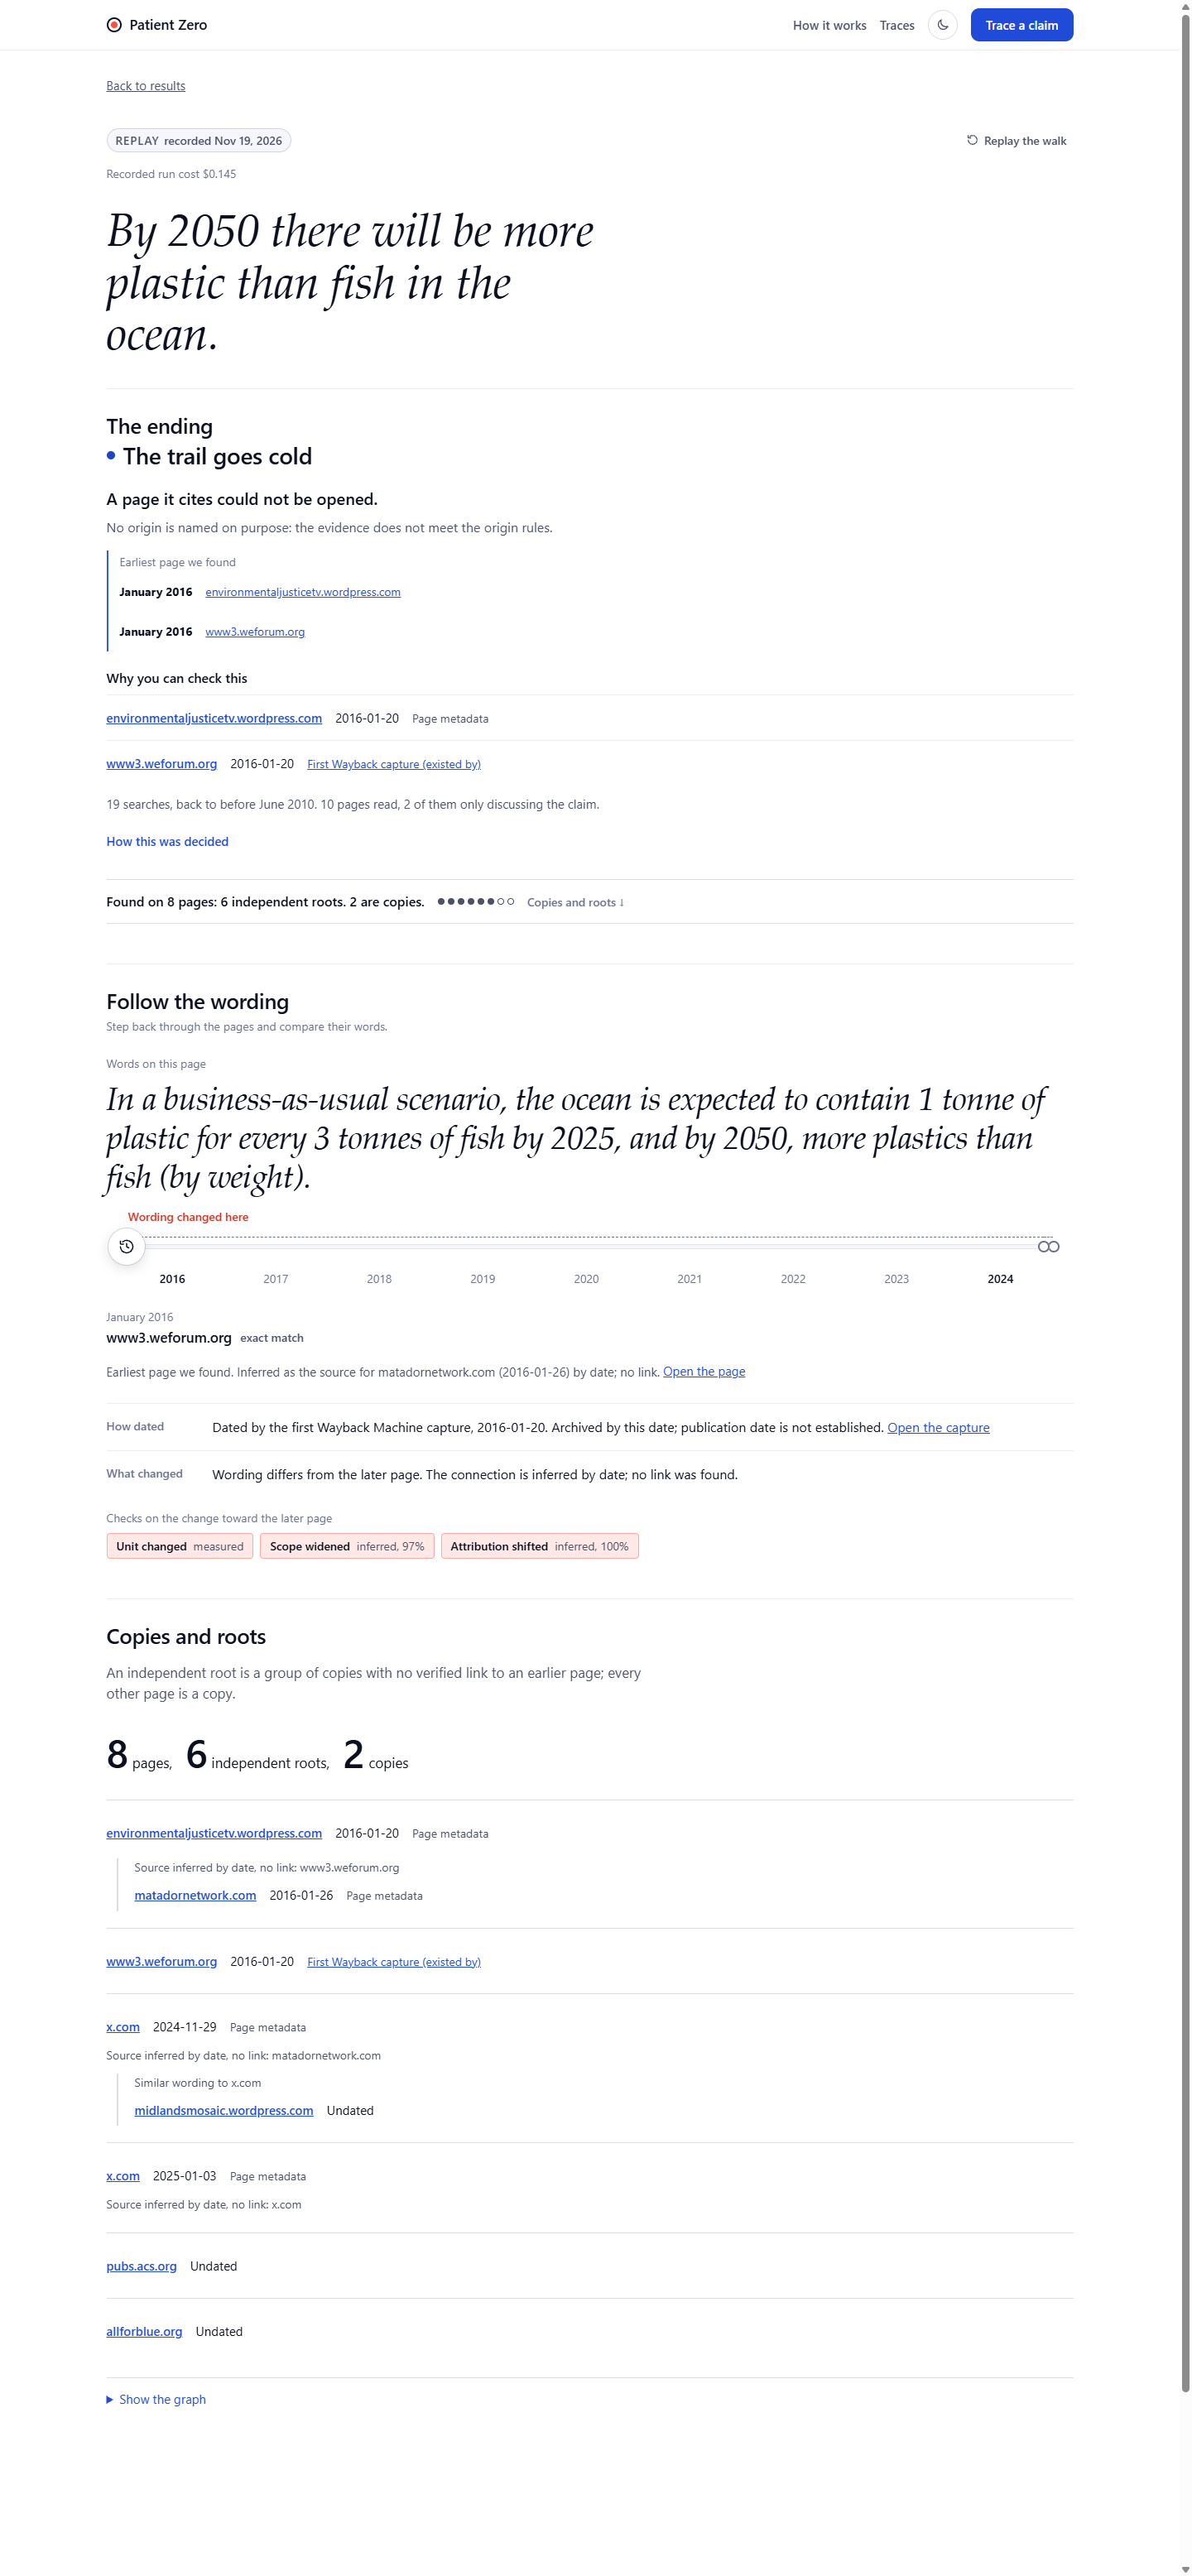 Patient Zero
How it works Traces Trace a claim
Back to results
REPLAY recorded Nov 19, 2026
Replay the walk
Recorded run cost $0.145
By 2050 there will be more
plastic than fish in the
ocean.
The ending
The trail goes cold
A page it cites could not be opened.
No origin is named on purpose: the evidence does not meet the origin rules.
Earliest page we found
January 2016 environmentaljusticetv.wordpress.com
January 2016 www3.weforum.org
Why you can check this
environmentaljusticetv.wordpress.com 2016-01-20 Page metadata
www3.weforum.org 2016-01-20 First Wayback capture (existed by)
19 searches, back to before June 2010. 10 pages read, 2 of them only discussing the claim.
How this was decided
Found on 8 pages: 6 independent roots. 2 are copies. Copies and roots ↓
Follow the wording
Step back through the pages and compare their words.
Words on this page
In a business-as-usual scenario, the ocean is expected to contain 1 tonne of
plastic for every 3 tonnes of fish by 2025, and by 2050, more plastics than
fish (by weight).
Wording changed here
2016 2017 2018 2019 2020 2021 2022 2023 2024
January 2016
www3.weforum.org exact match
Earliest page we found. Inferred as the source for matadornetwork.com (2016-01-26) by date; no link. Open the page
How dated Dated by the first Wayback Machine capture, 2016-01-20. Archived by this date; publication date is not established. Open the capture
What changed Wording differs from the later page. The connection is inferred by date; no link was found.
Checks on the change toward the later page
Unit changed measured Scope widened inferred, 97% Attribution shifted inferred, 100%
Copies and roots
An independent root is a group of copies with no verified link to an earlier page; every
other page is a copy.
8 pages, 6 independent roots, 2 copies
environmentaljusticetv.wordpress.com 2016-01-20 Page metadata
Source inferred by date, no link: www3.weforum.org
matadornetwork.com 2016-01-26 Page metadata
www3.weforum.org 2016-01-20 First Wayback capture (existed by)
x.com 2024-11-29 Page metadata
Source inferred by date, no link: matadornetwork.com
Similar wording to x.com
midlandsmosaic.wordpress.com Undated
x.com 2025-01-03 Page metadata
Source inferred by date, no link: x.com
pubs.acs.org Undated
allforblue.org Undated
Show the graph